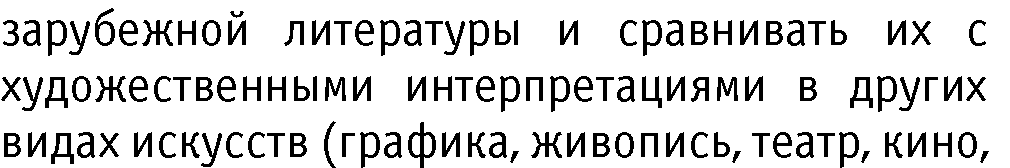 зарубежной литературы и сравнивать их с
художественными интерпретациями в других
видах искусств (графика, живопись, театр, кино,